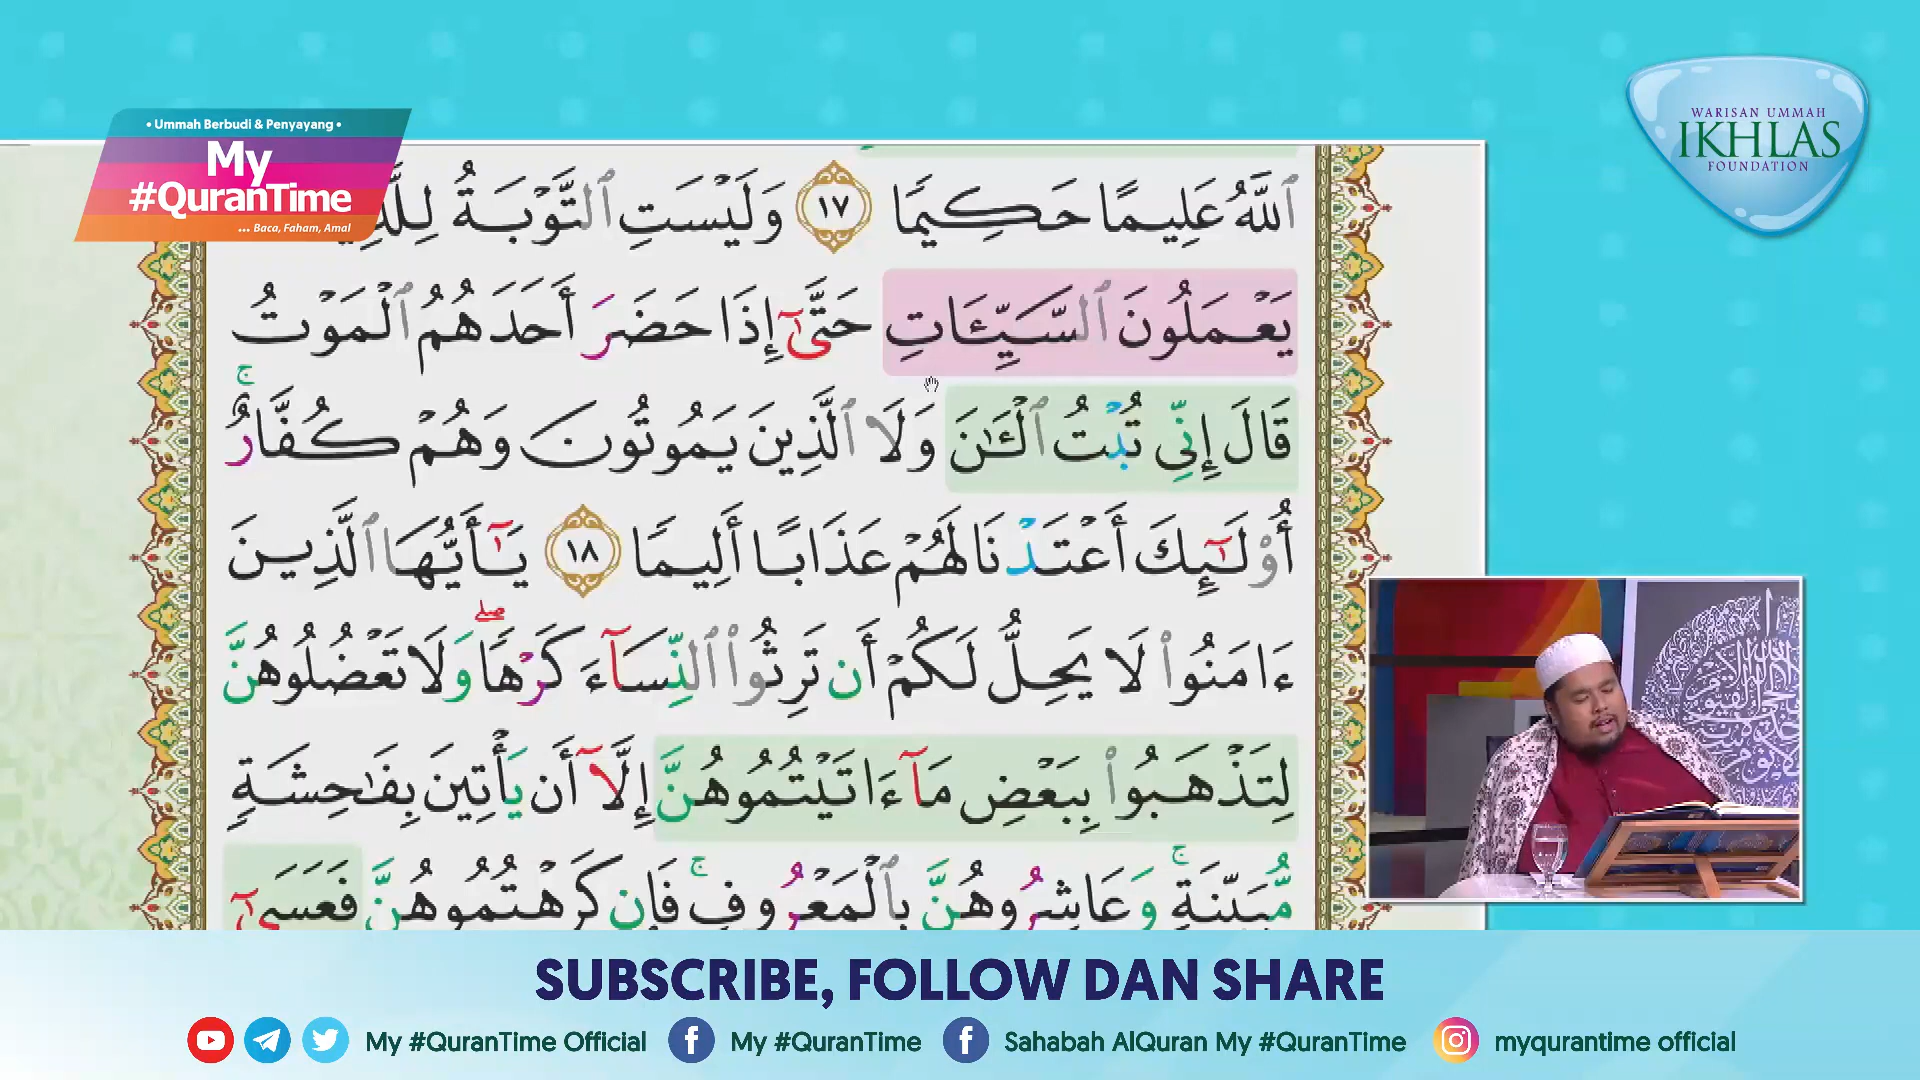 • Ummah Berbudi & Penyayang •
My
#QuranTime
... Baca, Faham, Amal
WARISAN UMMAH
IKHLAS
FOUNDATION
ٱللَّهُ عَلِيمًا حَكِيمًا ١٧ وَلَيْسَتِ ٱلتَّوْبَةُ لِلَّذِينَ
يَعْمَلُونَ ٱلسَّيِّـَٔاتِ حَتَّىٰٓ إِذَا حَضَرَ أَحَدَهُمُ ٱلْمَوْتُ
قَالَ إِنِّى تُبْتُ ٱلْـَٰٔنَ وَلَا ٱلَّذِينَ يَمُوتُونَ وَهُمْ كُفَّارٌ ۚ
أُو۟لَـٰٓئِكَ أَعْتَدْنَا لَهُمْ عَذَابًا أَلِيمًا ١٨ يَـٰٓأَيُّهَا ٱلَّذِينَ
ءَامَنُوا۟ لَا يَحِلُّ لَكُمْ أَن تَرِثُوا۟ ٱلنِّسَآءَ كَرْهًا ۖ وَلَا تَعْضُلُوهُنَّ
لِتَذْهَبُوا۟ بِبَعْضِ مَآ ءَاتَيْتُمُوهُنَّ إِلَّآ أَن يَأْتِينَ بِفَـٰحِشَةٍ
مُّبَيِّنَةٍ ۚ وَعَاشِرُوهُنَّ بِٱلْمَعْرُوفِ ۚ فَإِن كَرِهْتُمُوهُنَّ فَعَسَىٰٓ
SUBSCRIBE, FOLLOW DAN SHARE
My #QuranTime Official My #QuranTime Sahabah AlQuran My #QuranTime myqurantime official